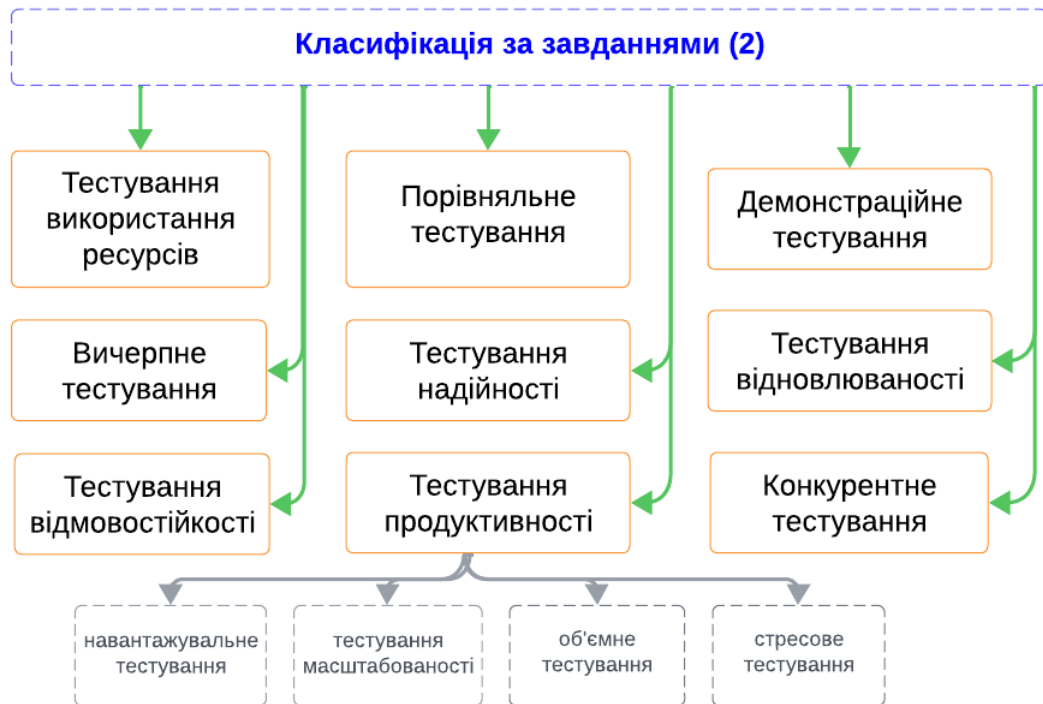 Класифікація за завданнями (2)
Тестування
використання
ресурсів
Порівняльне
тестування
Демонстраційне
тестування
Вичерпне
тестування
Тестування
надійності
Тестування
відновлюваності
Тестування
відмовостійкості
Тестування
продуктивності
Конкурентне
тестування
навантажувальне
тестування
тестування
масштабованості
об'ємне
тестування
стресове
тестування